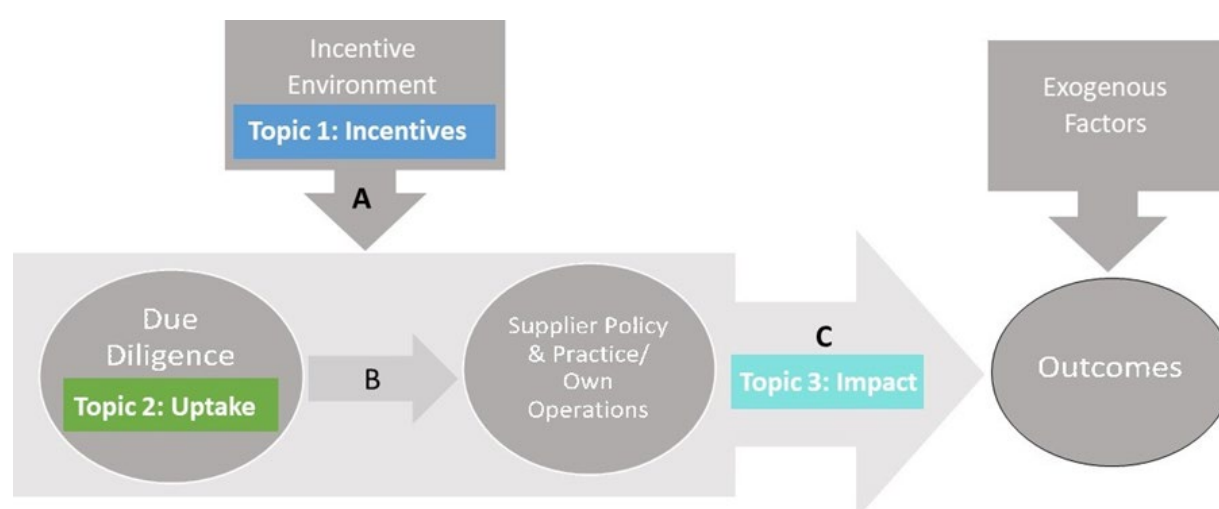 Incentive
Environment
Topic 1: Incentives
A
Exogenous
Factors
Due
Diligence
Topic 2: Uptake
B
Supplier Policy
& Practice/
Own
Operations
C
Topic 3: Impact
Outcomes